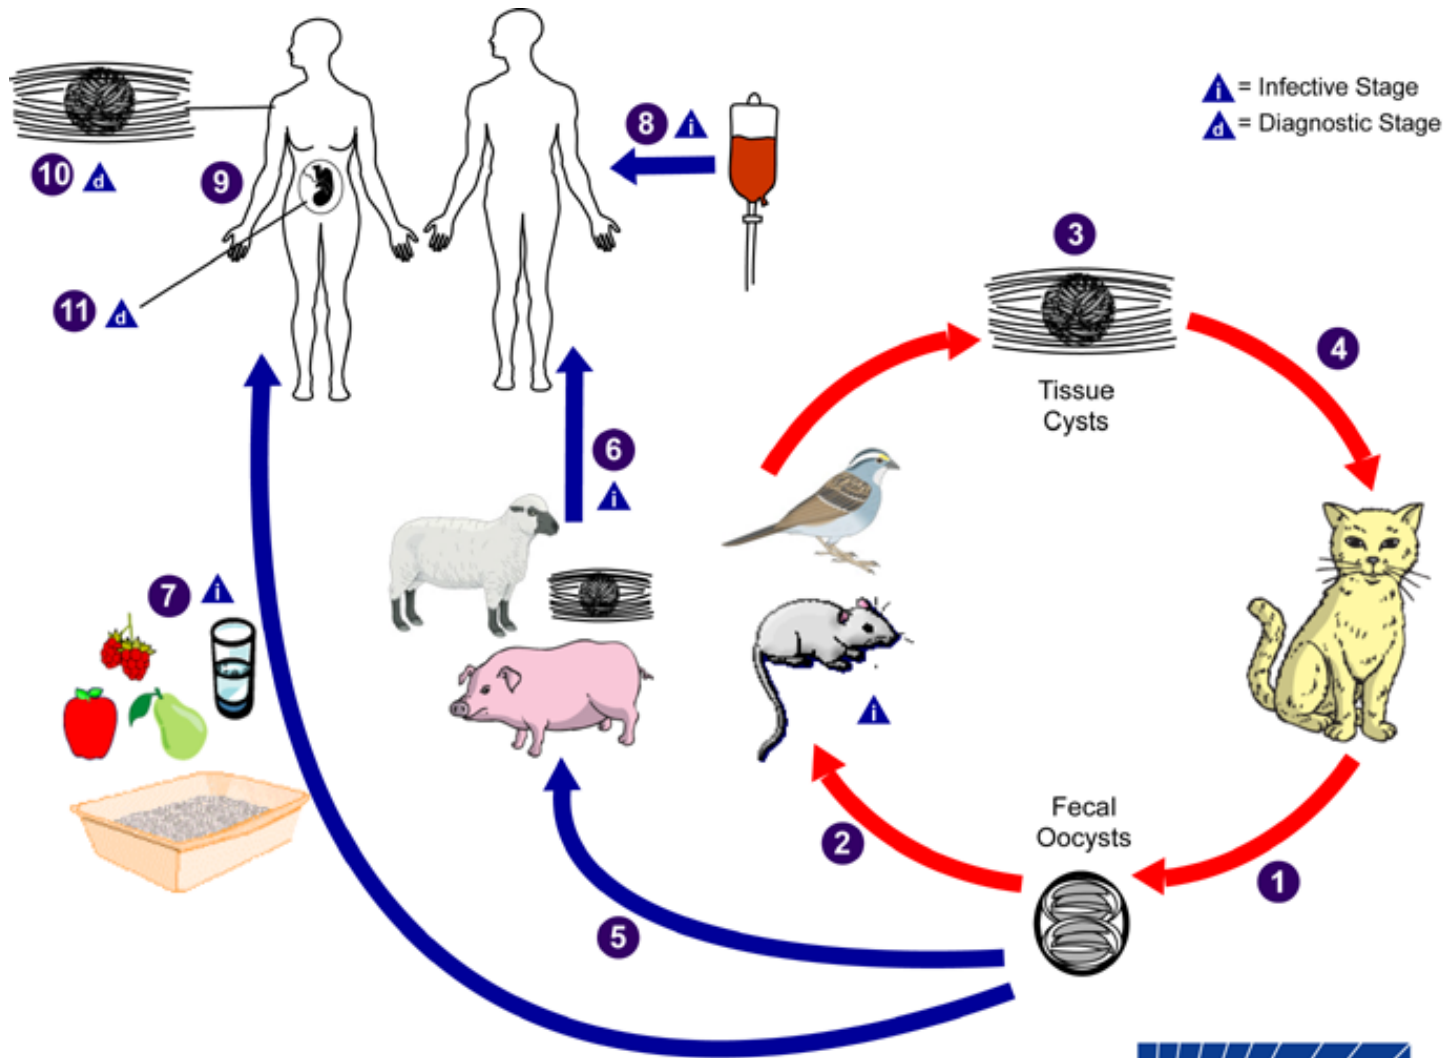 i = Infective Stage
d = Diagnostic Stage
10 d
9
8 i
11 d
3
Tissue
Cysts
4
6
i
7 i
i
Fecal
Oocysts
2
1
5